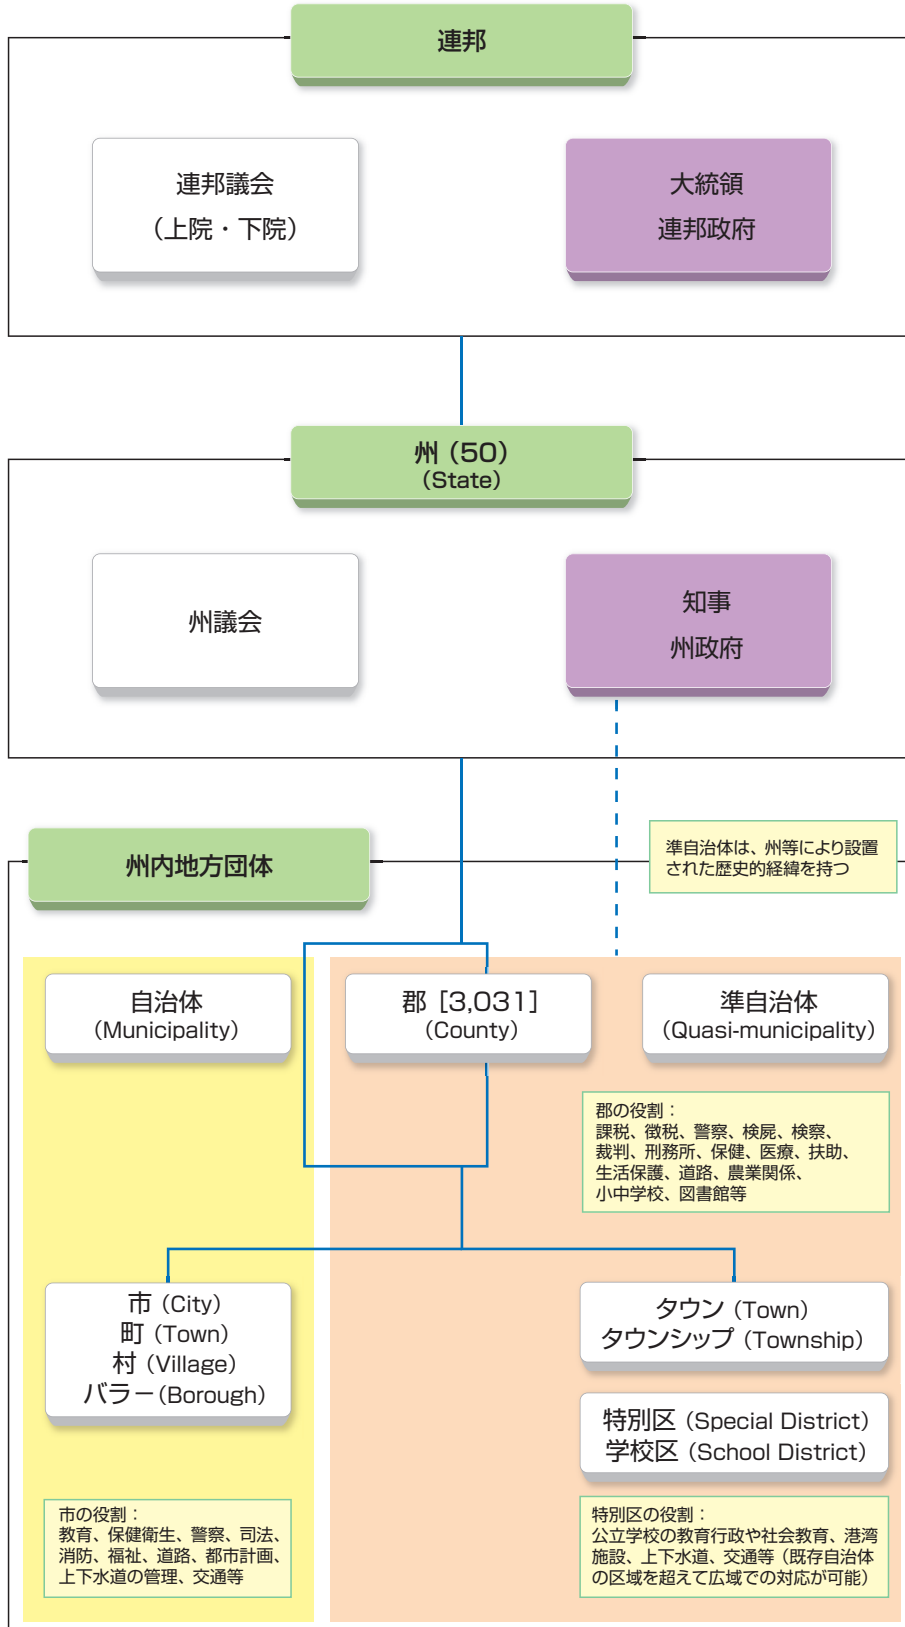 連邦
連邦議会
（上院・下院）
大統領
連邦政府
州（50）
（State）
州議会
知事
州政府
州内地方団体
準自治体は、州等により設置
された歴史的経緯を持つ
自治体
（Municipality）
郡［3,031］
（County）
準自治体
（Quasi-municipality）
郡の役割：
課税、徴税、警察、検屍、検察、
裁判、刑務所、保健、医療、扶助、
生活保護、道路、農業関係、
小中学校、図書館等
市（City）
町（Town）
村（Village）
バラー（Borough）
タウン（Town）
タウンシップ（Township）
特別区（Special District）
学校区（School District）
市の役割：
教育、保健衛生、警察、司法、
消防、福祉、道路、都市計画、
上下水道の管理、交通等
特別区の役割：
公立学校の教育行政や社会教育、港湾
施設、上下水道、交通等（既存自治体
の区域を超えて広域での対応が可能）